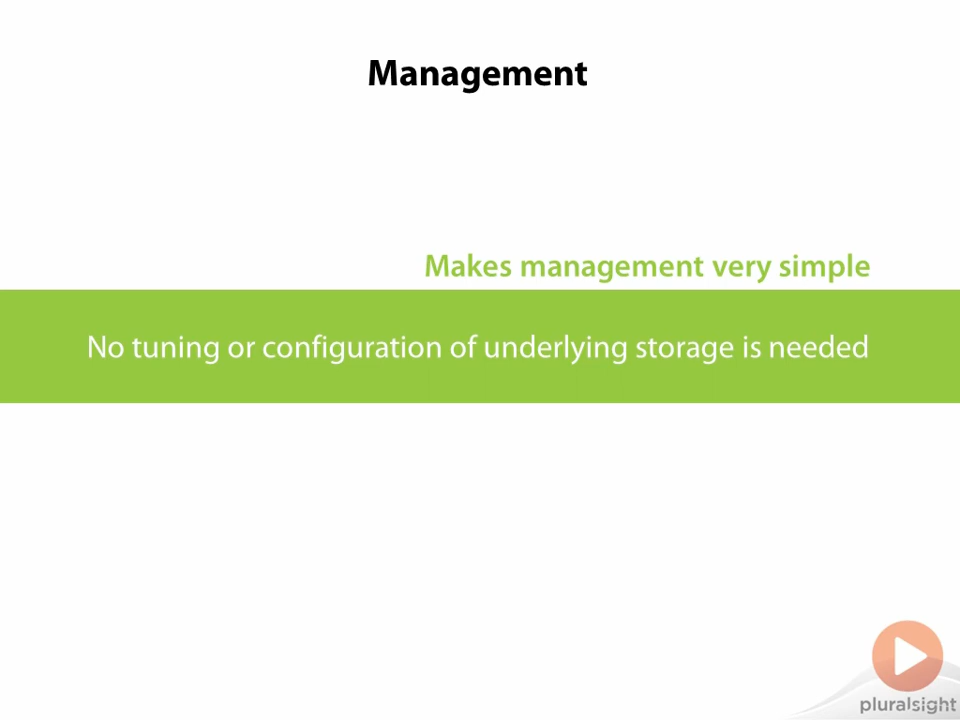 Management
Makes management very simple
No tuning or configuration of underlying storage is needed
pluralsight